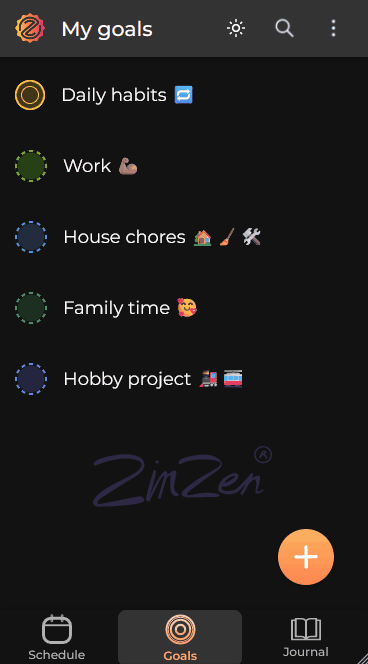 My goals
Daily habits 🔁
Work 💪🏽
House chores 🏠🧹🛠️
Family time 🥰
Hobby project 🚂🚋
ZinZen®
Schedule
Goals
Journal